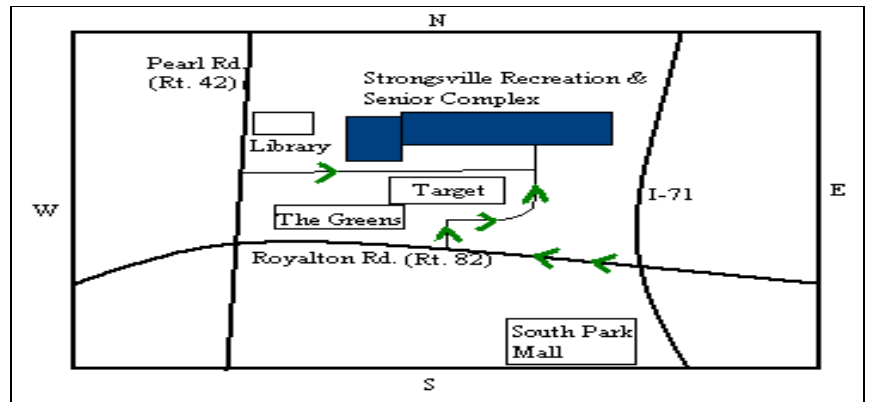 N
Pearl Rd.
(Rt. 42)
Strongsville Recreation &
Senior Complex
Library
Target
W
I-71
E
The Greens
Royalton Rd. (Rt. 82)
South Park
Mall
S